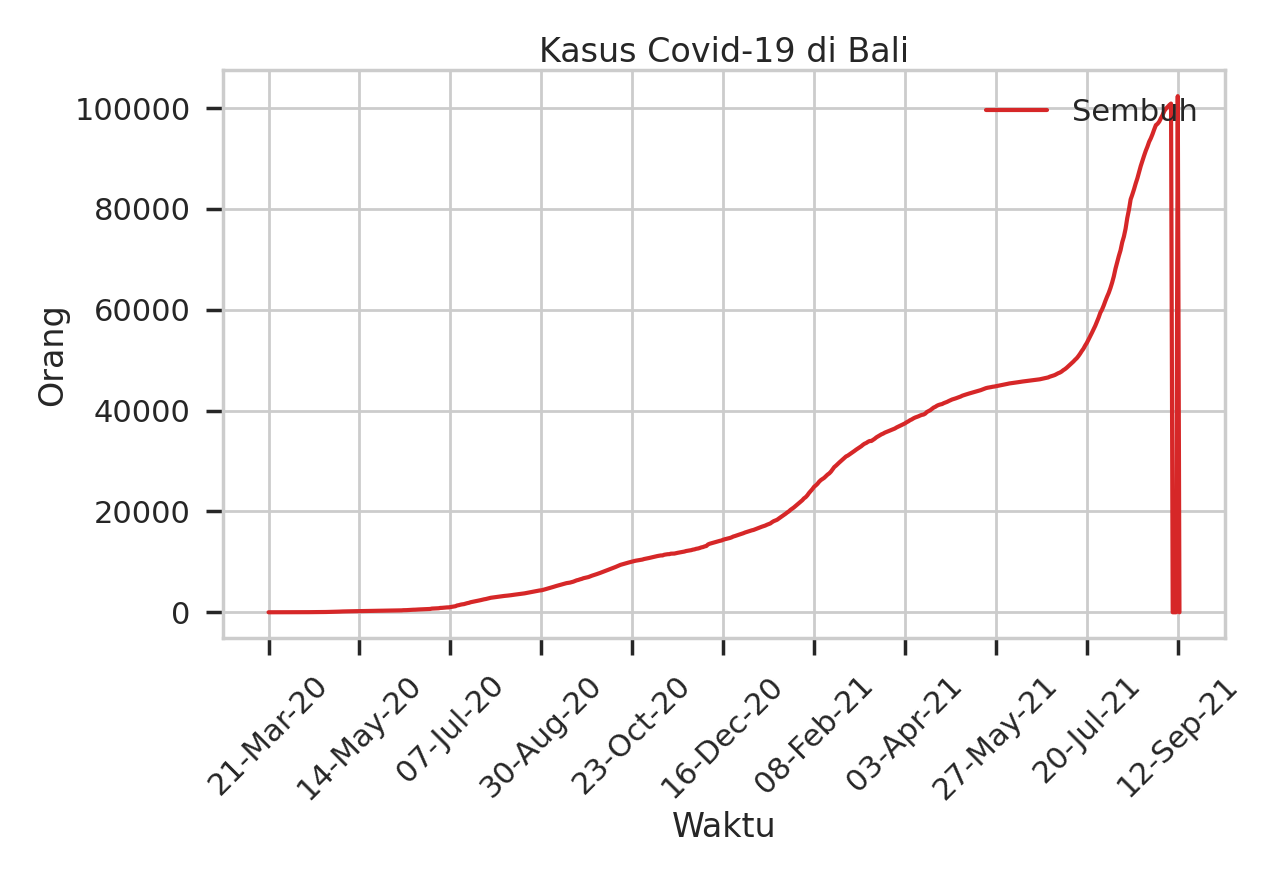 Kasus Covid-19 di Bali
Sembuh
Orang
100000
80000
60000
40000
20000
0
21-Mar-20
14-May-20
07-Jul-20
30-Aug-20
23-Oct-20
16-Dec-20
08-Feb-21
03-Apr-21
27-May-21
20-Jul-21
12-Sep-21
Waktu